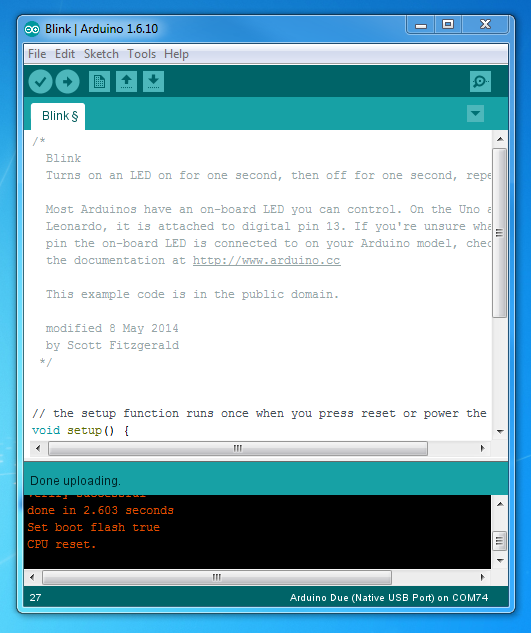 Blink | Arduino 1.6.10
File Edit Sketch Tools Help
Blink §
/*
Blink
Turns on an LED on for one second, then off for one second, repe
Most Arduinos have an on-board LED you can control. On the Uno a
Leonardo, it is attached to digital pin 13. If you're unsure wha
pin the on-board LED is connected to on your Arduino model, chec
the documentation at http://www.arduino.cc
This example code is in the public domain.
modified 8 May 2014
by Scott Fitzgerald
*/
// the setup function runs once when you press reset or power the
void setup() {
Done uploading.
Verify successful
done in 2.603 seconds
Set boot flash true
CPU reset.
27
Arduino Due (Native USB Port) on COM74